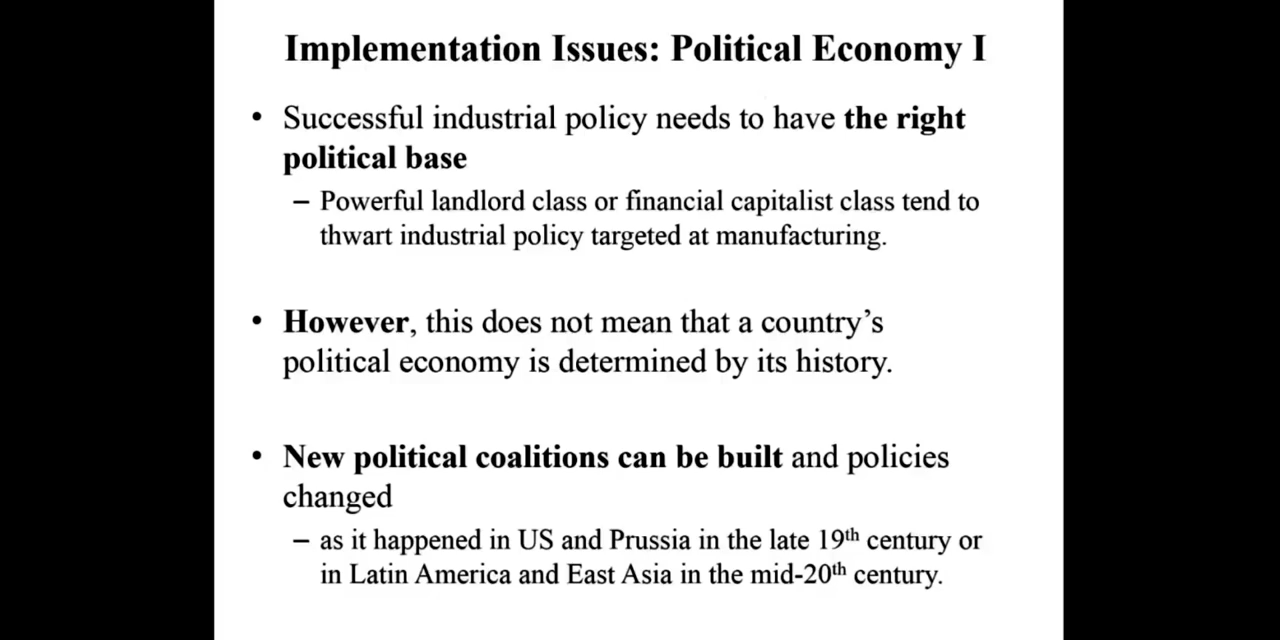 Implementation Issues: Political Economy I
• Successful industrial policy needs to have the right
political base
– Powerful landlord class or financial capitalist class tend to
thwart industrial policy targeted at manufacturing.
• However, this does not mean that a country’s
political economy is determined by its history.
• New political coalitions can be built and policies
changed
– as it happened in US and Prussia in the late 19th century or
in Latin America and East Asia in the mid-20th century.